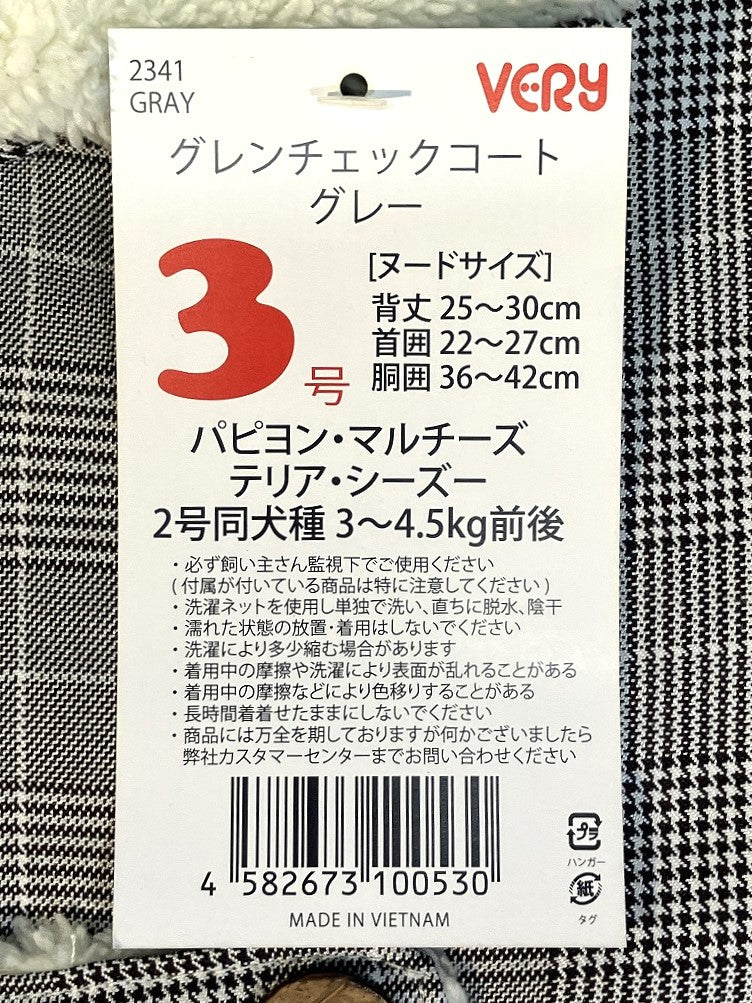 2341
GRAY
VERY
グレンチェックコート
グレー
3号
[ヌードサイズ]
背丈 25〜30cm
首囲 22〜27cm
胴囲 36〜42cm
パピヨン・マルチーズ
テリア・シーズー
2号同犬種 3〜4.5kg前後
・必ず飼い主さん監視下でご使用ください
(付属が付いている商品は特に注意してください)
・洗濯ネットを使用し単独で洗い、直ちに脱水、陰干
・濡れた状態の放置・着用はしないでください
・洗濯により多少縮む場合があります
・着用中の摩擦や洗濯により表面が乱れることがある
・着用中の摩擦などにより色移りすることがある
・長時間着着せたままにしないでください
・商品には万全を期しておりますが何かございましたら
弊社カスタマーセンターまでお問い合わせください
4 582673 100530
MADE IN VIETNAM
プラ
ハンガー
紙
タグ